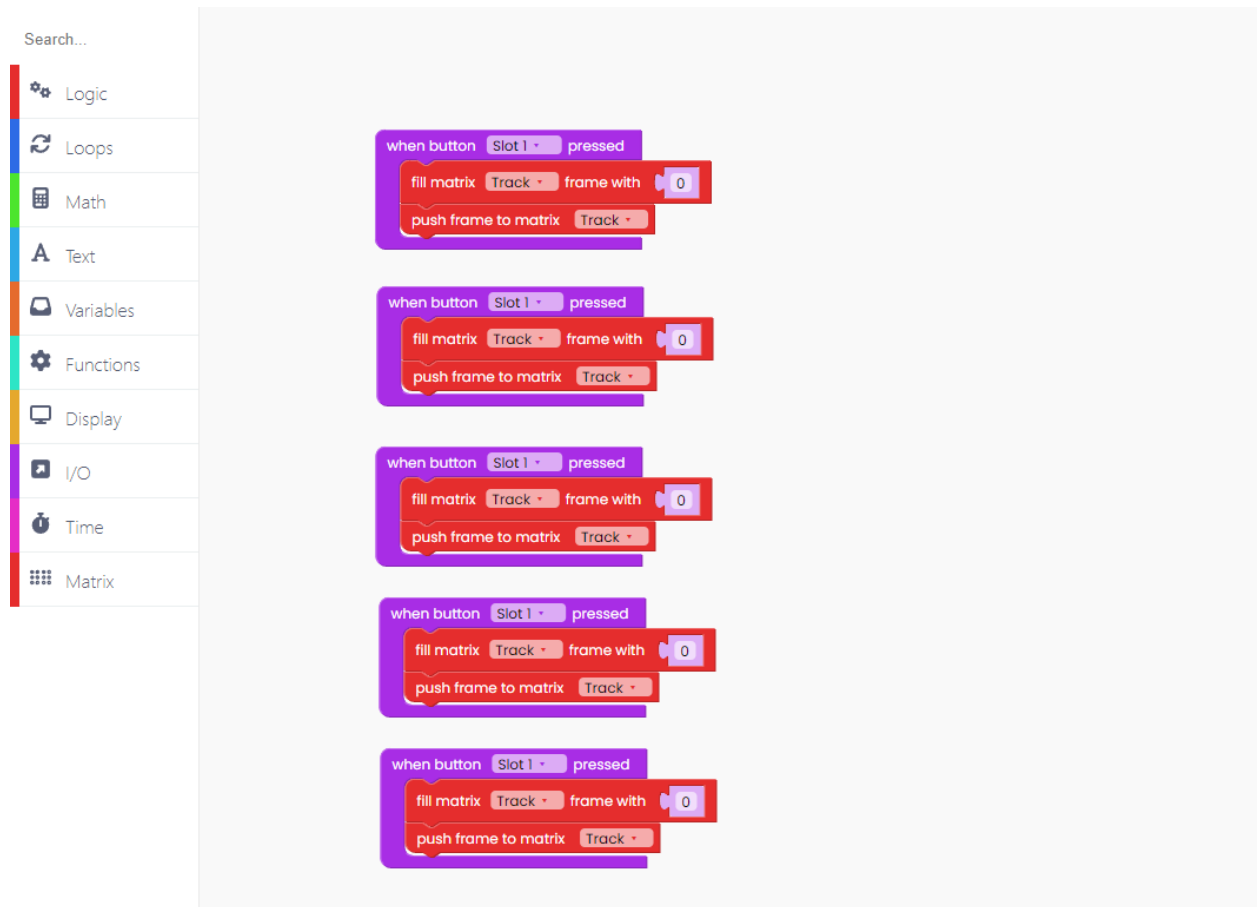 Search...
Logic
Loops
Math
Text
Variables
Functions
Display
I/O
Time
Matrix
when button Slot 1 pressed
fill matrix Track frame with 0
push frame to matrix Track
when button Slot 1 pressed
fill matrix Track frame with 0
push frame to matrix Track
when button Slot 1 pressed
fill matrix Track frame with 0
push frame to matrix Track
when button Slot 1 pressed
fill matrix Track frame with 0
push frame to matrix Track
when button Slot 1 pressed
fill matrix Track frame with 0
push frame to matrix Track